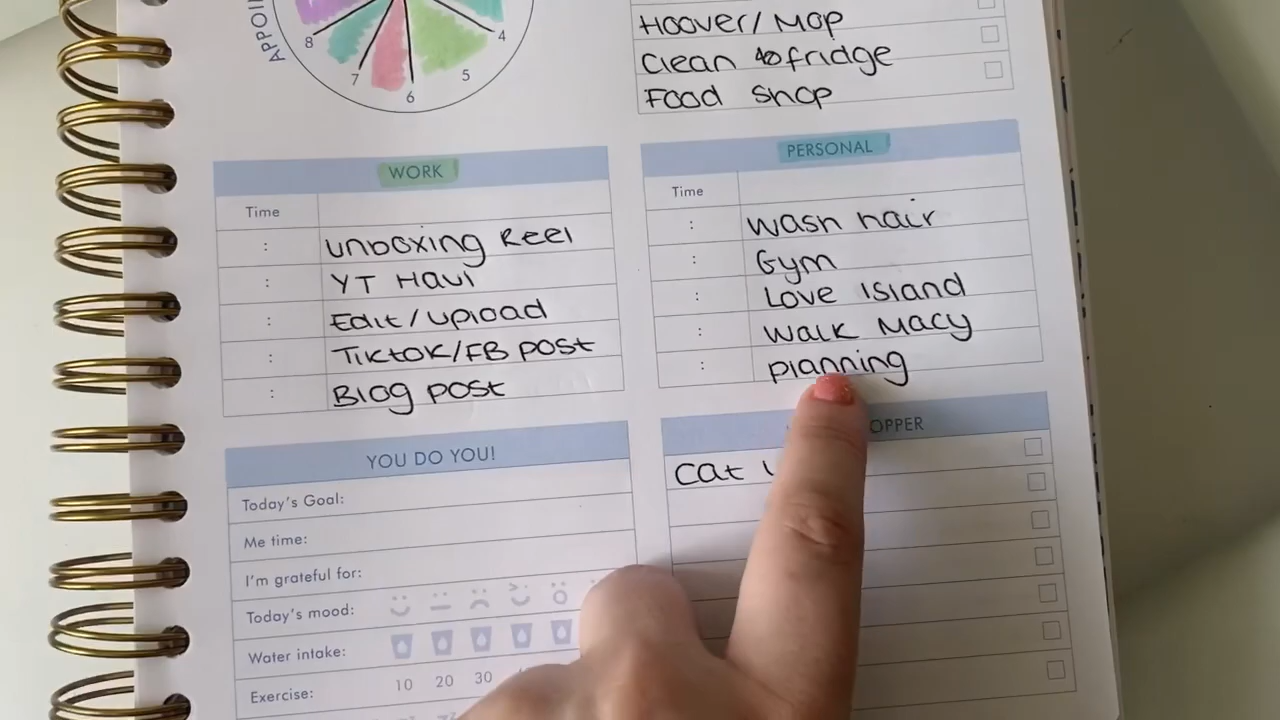 APPOI
8
7
6
5
4
Hoover/Mop
Clean fridge
Food shop
WORK
Time
: unboxing Reel
: YT Haul
: Edit/upload
: TikTok/FB post
: Blog post
PERSONAL
Time
: wash hair
: Gym
: Love Island
: walk Macy
: planning
YOU DO YOU!
Today's Goal:
Me time:
I'm grateful for:
Today's mood:
Water intake:
Exercise: 10 20 30
OPPER
Cat